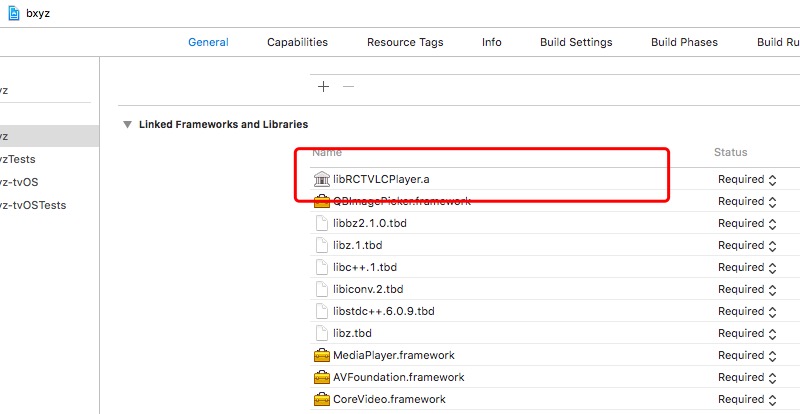 bxyz
General Capabilities Resource Tags Info Build Settings Build Phases Build Ru
yz
yz
yzTests
yz-tvOS
yz-tvOSTests
Linked Frameworks and Libraries
Name Status
libRCTVLCPlayer.a Required
QBImagePicker.framework Required
libbz2.1.0.tbd Required
libz.1.tbd Required
libc++.1.tbd Required
libiconv.2.tbd Required
libstdc++.6.0.9.tbd Required
libz.tbd Required
MediaPlayer.framework Required
AVFoundation.framework Required
CoreVideo.framework Required